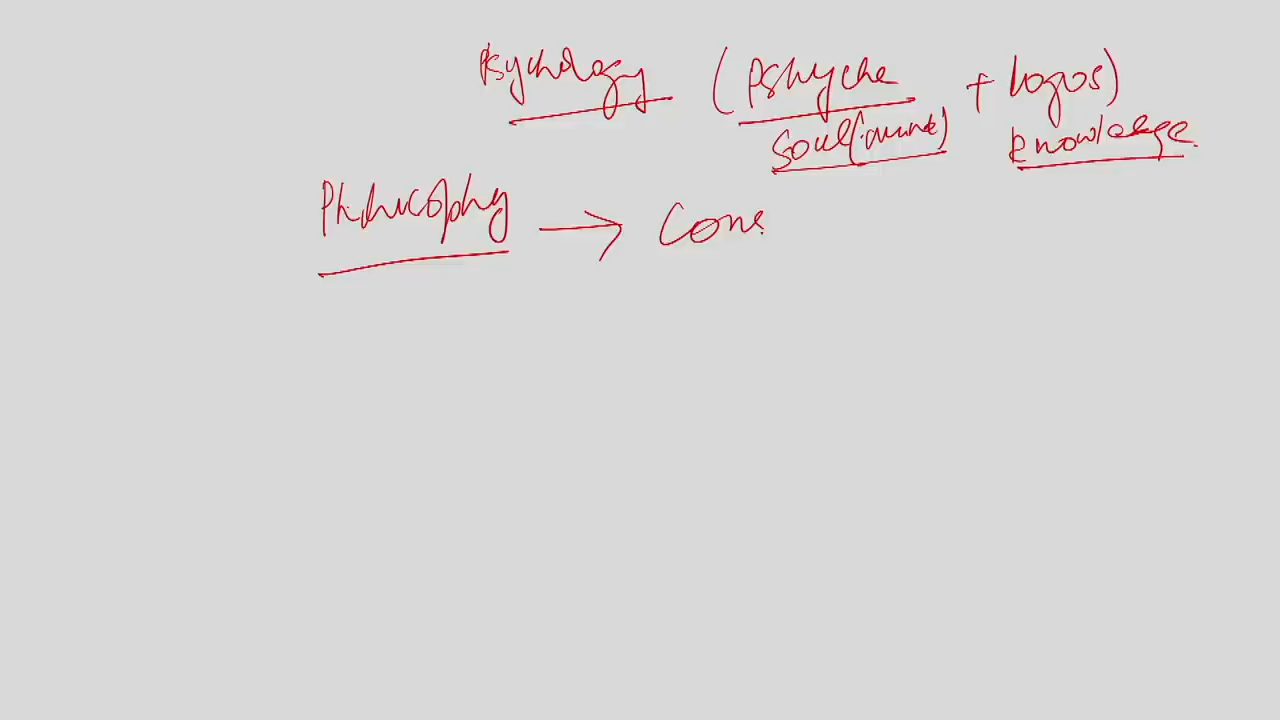 Psychology (Pshyche + logos)
Soul(mind) knowledge
Philosophy → Cons